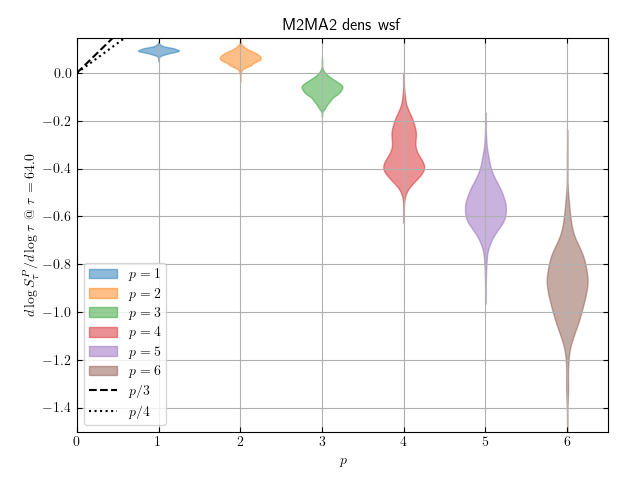 M2MA2 dens wsf
d log S_τ^P / d log τ @ τ = 64.0
0.0
−0.2
−0.4
−0.6
−0.8
−1.0
−1.2
−1.4
p = 1
p = 2
p = 3
p = 4
p = 5
p = 6
p/3
p/4
0 1 2 3 4 5 6
p